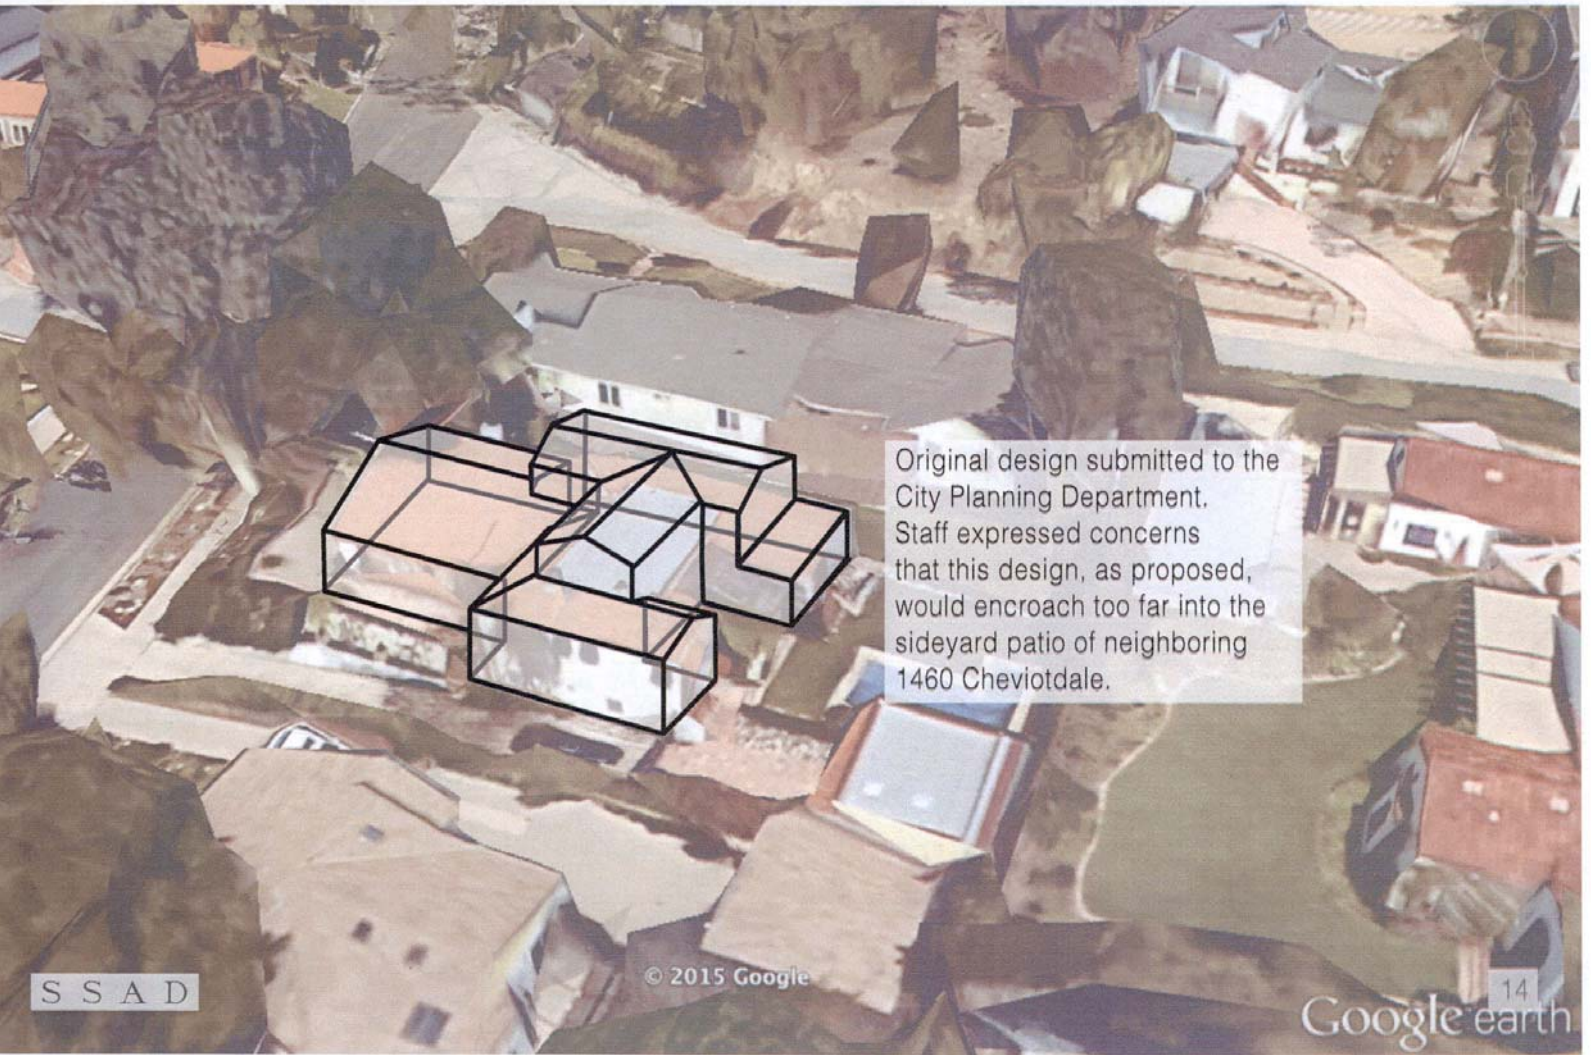 Original design submitted to the
City Planning Department.
Staff expressed concerns
that this design, as proposed,
would encroach too far into the
sideyard patio of neighboring
1460 Cheviotdale.
S S A D
© 2015 Google
14
Google earth